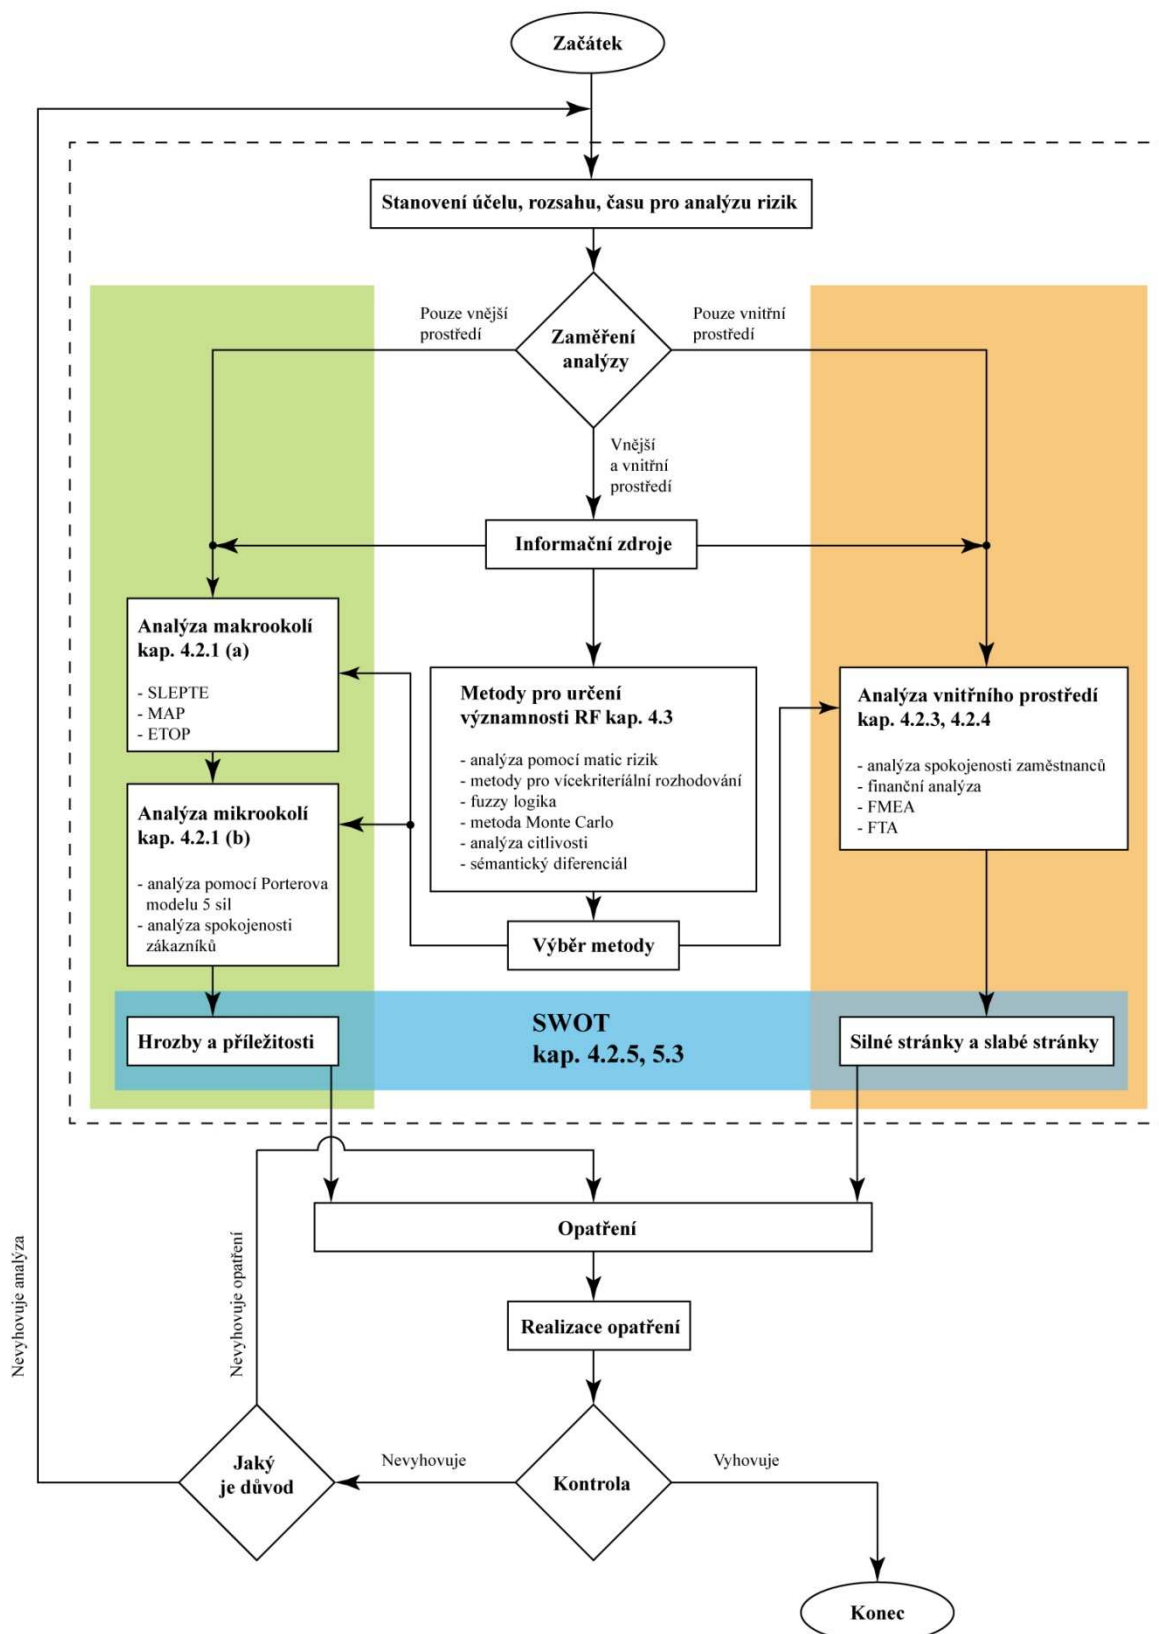 Začátek
Stanovení účelu, rozsahu, času pro analýzu rizik
Pouze vnější
prostředí
Zaměření
analýzy
Pouze vnitřní
prostředí
Vnější
a vnitřní
prostředí
Informační zdroje
Analýza makrookolí
kap. 4.2.1 (a)
- SLEPTE
- MAP
- ETOP
Metody pro určení
významnosti RF kap. 4.3
- analýza pomocí matic rizik
- metody pro vícekriteríální rozhodování
- fuzzy logika
- metoda Monte Carlo
- analýza citlivosti
- sémantický diferenciál
Analýza vnitřního prostředí
kap. 4.2.3, 4.2.4
- analýza spokojenosti zaměstnanců
- finanční analýza
- FMEA
- FTA
Analýza mikrookolí
kap. 4.2.1 (b)
- analýza pomocí Porterova
modelu 5 sil
- analýza spokojenosti
zákazníků
Výběr metody
Hrozby a příležitosti
SWOT
kap. 4.2.5, 5.3
Silné stránky a slabé stránky
Opatření
Realizace opatření
Nevyhovuje analýza
Nevyhovuje opatření
Jaký
je důvod
Nevyhovuje
Kontrola
Vyhovuje
Konec